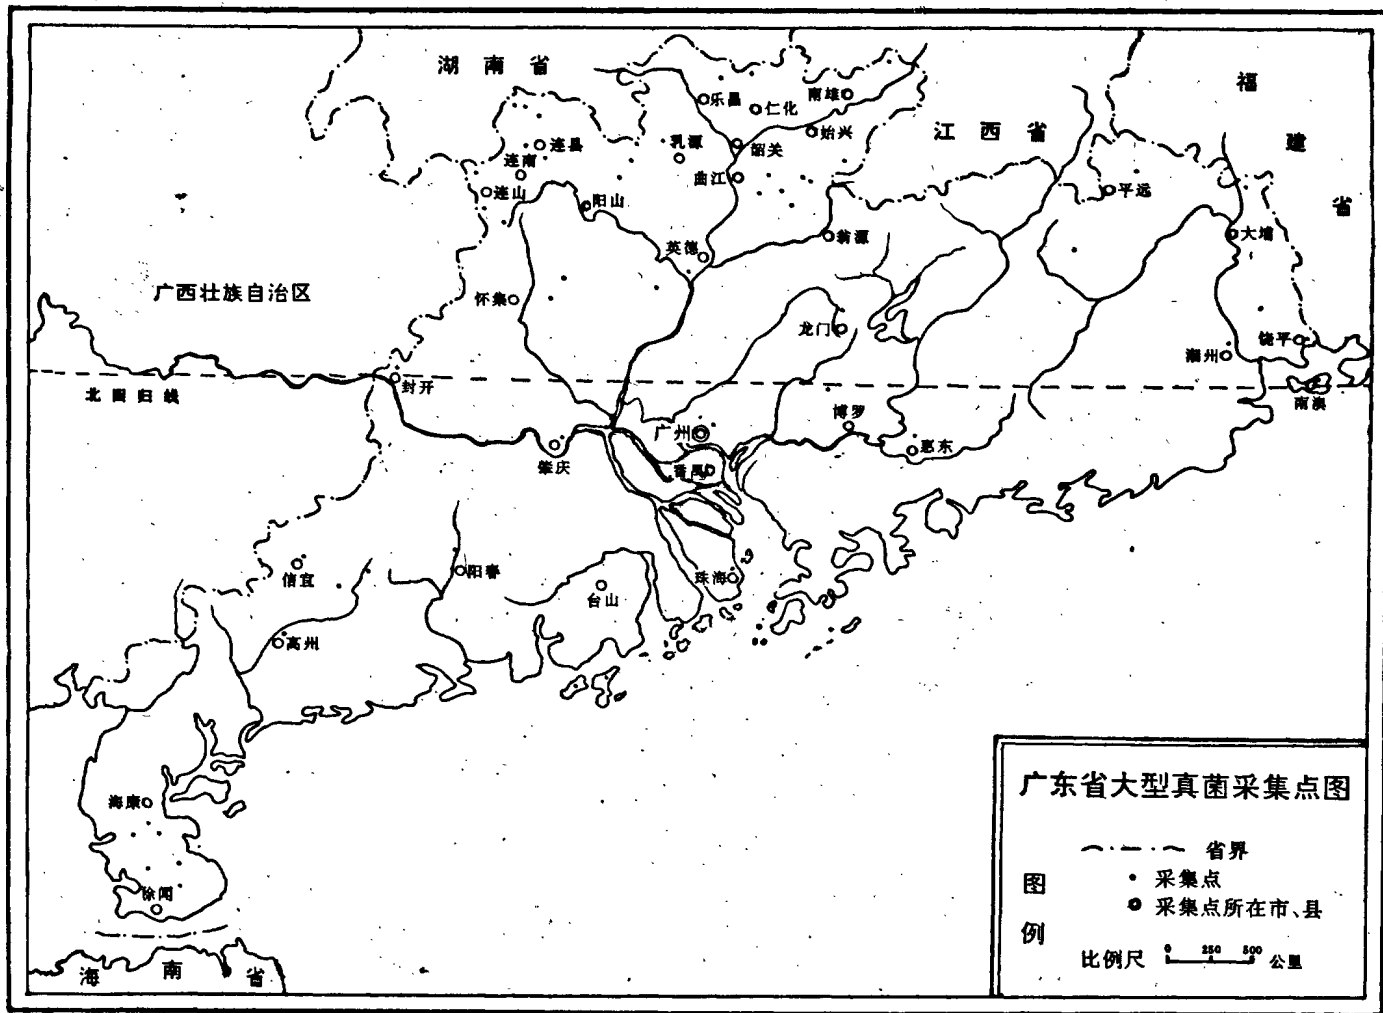 湖南省
福建省
江西省
乐昌
仁化
南雄
始兴
韶关
乳源
曲江
连县
连南
连山
阳山
平远
大埔
翁源
英德
广西壮族自治区
怀集
龙门
饶平
潮州
南澳
封开
北回归线
博罗
广州
惠东
肇庆
番禺
珠海
信宜
阳春
台山
高州
海康
徐闻
海南省
广东省大型真菌采集点图
图例
省界
采集点
采集点所在市、县
比例尺 0 250 500 公里